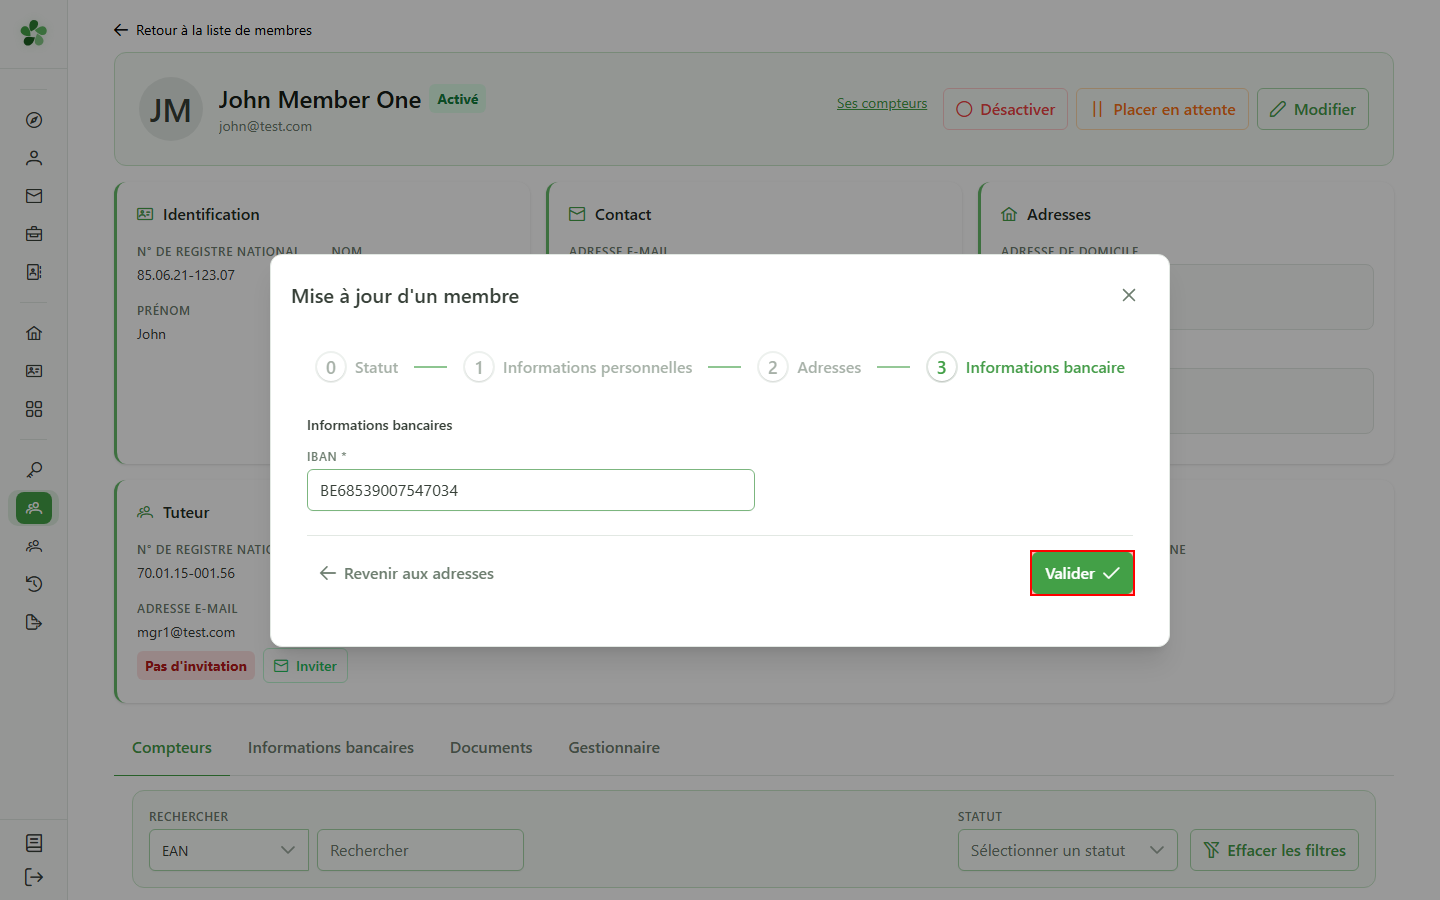 Retour à la liste de membres
JM
John Member One
Activé
john@test.com
Ses compteurs
Désactiver
Placer en attente
Modifier
Identification
Contact
Adresses
N° DE REGISTRE NATIONAL
NOM
ADRESSE E-MAIL
ADRESSE DE DOMICILE
85.06.21-123.07
PRÉNOM
John
Mise à jour d'un membre
0 Statut
1 Informations personnelles
2 Adresses
3 Informations bancaire
Informations bancaires
IBAN *
BE68539007547034
Revenir aux adresses
Valider
Tuteur
N° DE REGISTRE
70.01.15-001.56
ADRESSE E-MAIL
mgr1@test.com
Pas d'invitation
Inviter
Compteurs
Informations bancaires
Documents
Gestionnaire
RECHERCHER
STATUT
EAN
Rechercher
Sélectionner un statut
Effacer les filtres